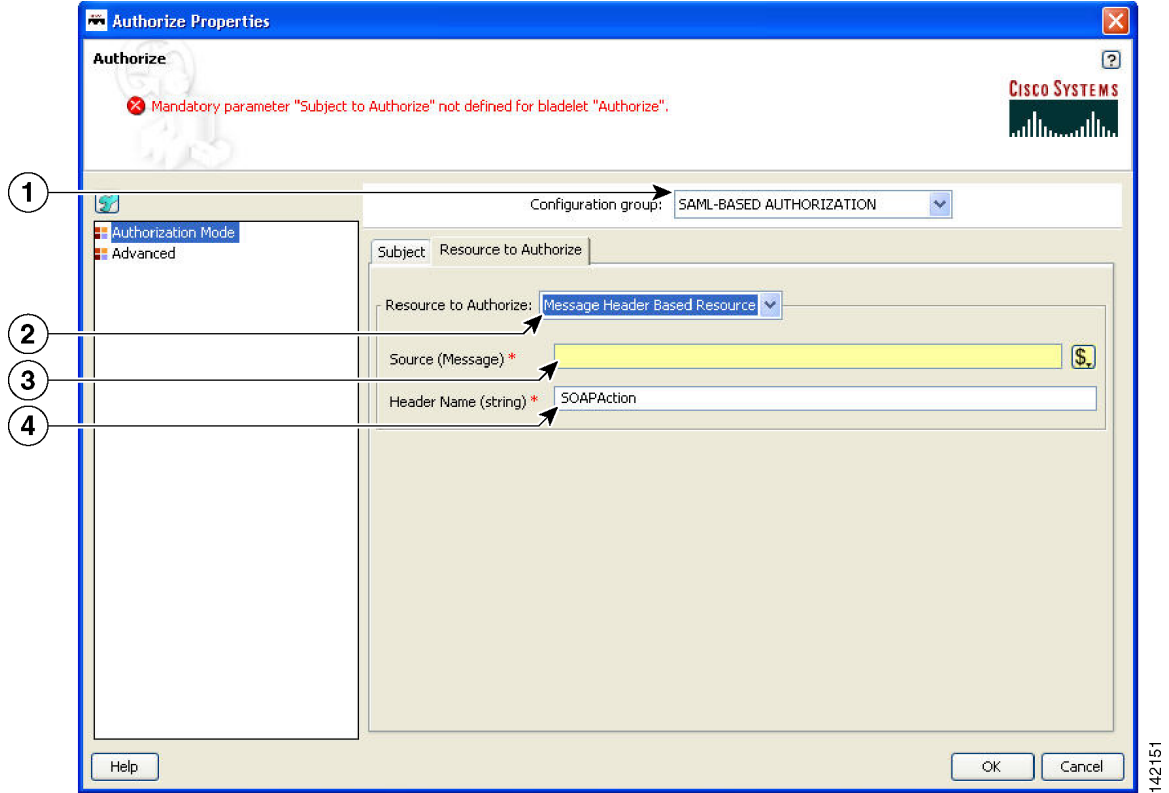 Authorize Properties
Authorize
?
Mandatory parameter "Subject to Authorize" not defined for bladelet "Authorize".
CISCO SYSTEMS
1
Configuration group: SAML-BASED AUTHORIZATION
Authorization Mode
Advanced
Subject Resource to Authorize
Resource to Authorize: Message Header Based Resource
2
Source (Message) * $
3
Header Name (string) * SOAPAction
4
Help OK Cancel
142151